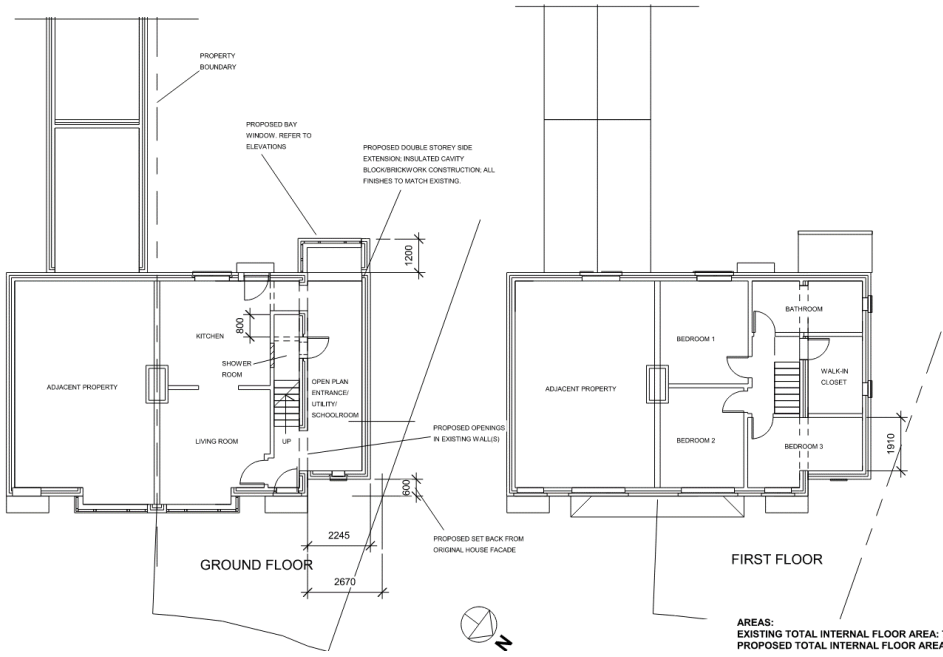 PROPERTY
BOUNDARY
PROPOSED BAY
WINDOW. REFER TO
ELEVATIONS
PROPOSED DOUBLE STOREY SIDE
EXTENSION; INSULATED CAVITY
BLOCK/BRICKWORK CONSTRUCTION; ALL
FINISHES TO MATCH EXISTING.
1200
KITCHEN
800
SHOWER
ROOM
ADJACENT PROPERTY
OPEN PLAN
ENTRANCE/
UTILITY/
SCHOOLROOM
LIVING ROOM
UP
PROPOSED OPENINGS
IN EXISTING WALL(S)
600
PROPOSED SET BACK FROM
ORIGINAL HOUSE FACADE
2245
2670
GROUND FLOOR
N
BATHROOM
BEDROOM 1
WALK-IN
CLOSET
ADJACENT PROPERTY
BEDROOM 2
BEDROOM 3
1910
FIRST FLOOR
AREAS:
EXISTING TOTAL INTERNAL FLOOR AREA:
PROPOSED TOTAL INTERNAL FLOOR AREA